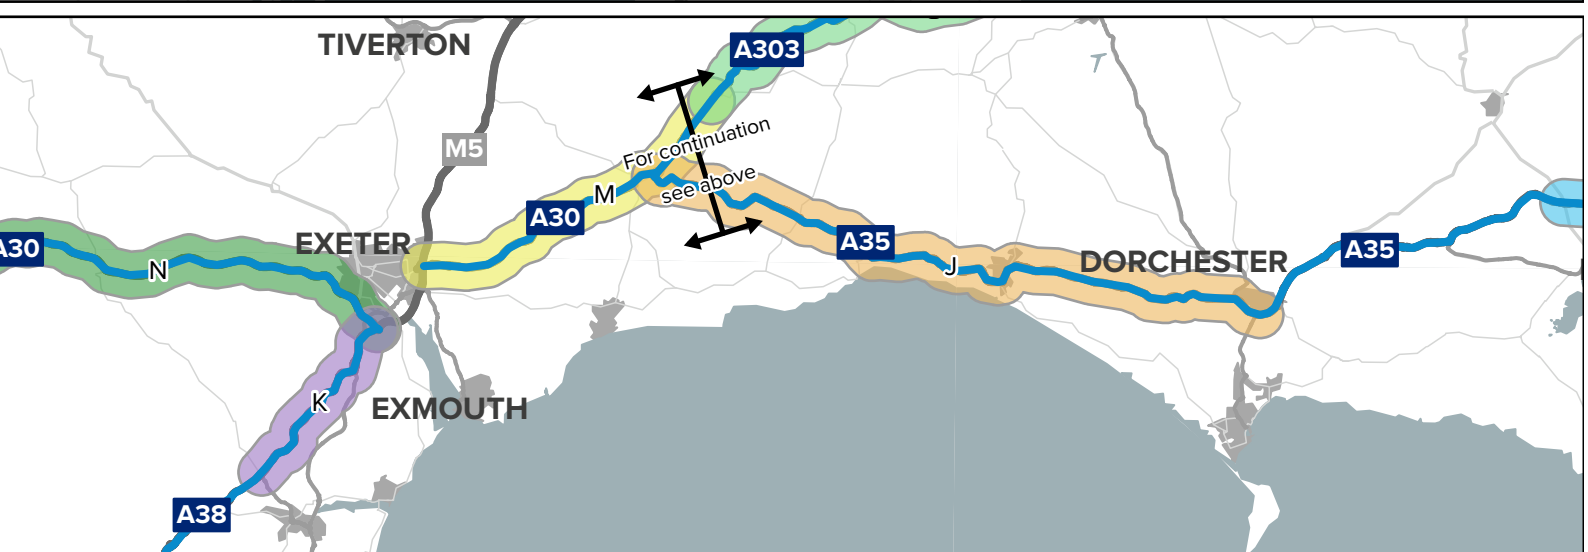 TIVERTON
A303
M5
For continuation
see above
M
A30
A30
EXETER
N
A35
J
DORCHESTER
A35
K
EXMOUTH
A38